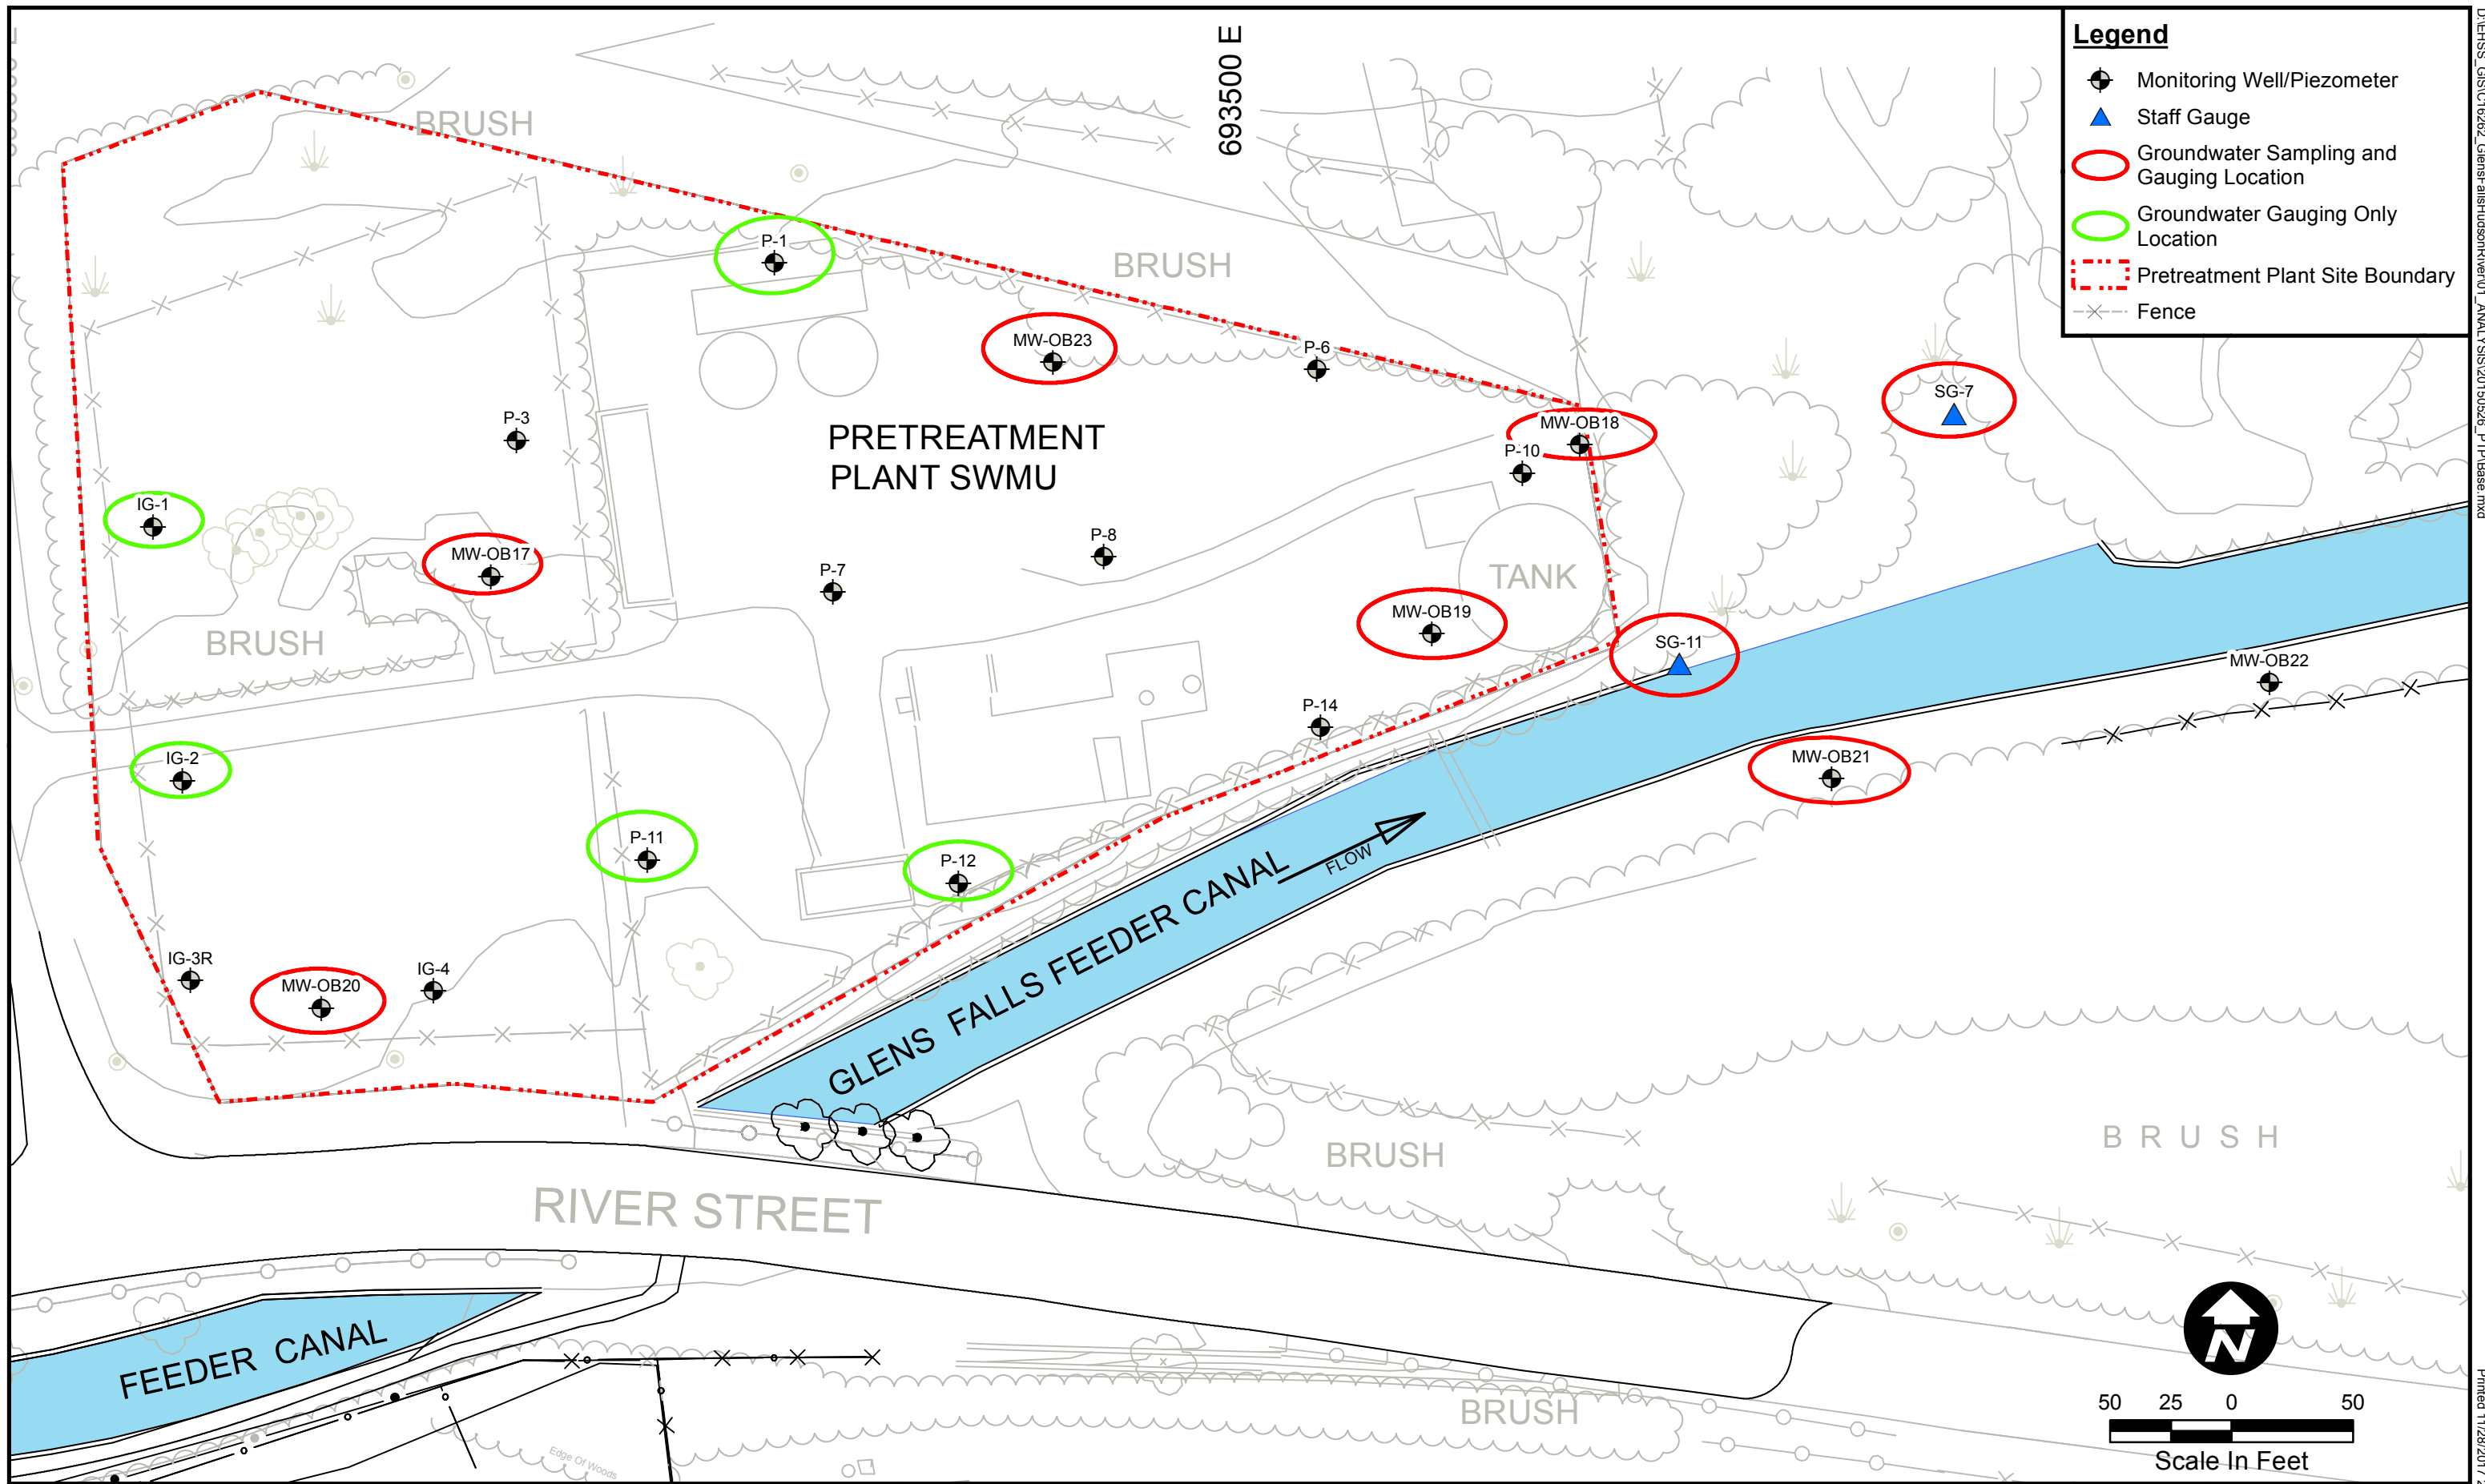 Legend
Monitoring Well/Piezometer
Staff Gauge
Groundwater Sampling and
Gauging Location
Groundwater Gauging Only
Location
Pretreatment Plant Site Boundary
Fence
693500 E
BRUSH
P-1
BRUSH
MW-OB23
P-6
SG-7
P-3
PRETREATMENT
PLANT SWMU
MW-OB18
P-10
IG-1
MW-OB17
P-8
P-7
TANK
MW-OB19
BRUSH
SG-11
MW-OB22
P-14
IG-2
MW-OB21
P-11
P-12
FLOW
GLENS FALLS FEEDER CANAL
IG-3R
MW-OB20
IG-4
BRUSH
BRUSH
RIVER STREET
FEEDER CANAL
BRUSH
Edge Of Woods
N
50 25 0 50
Scale In Feet